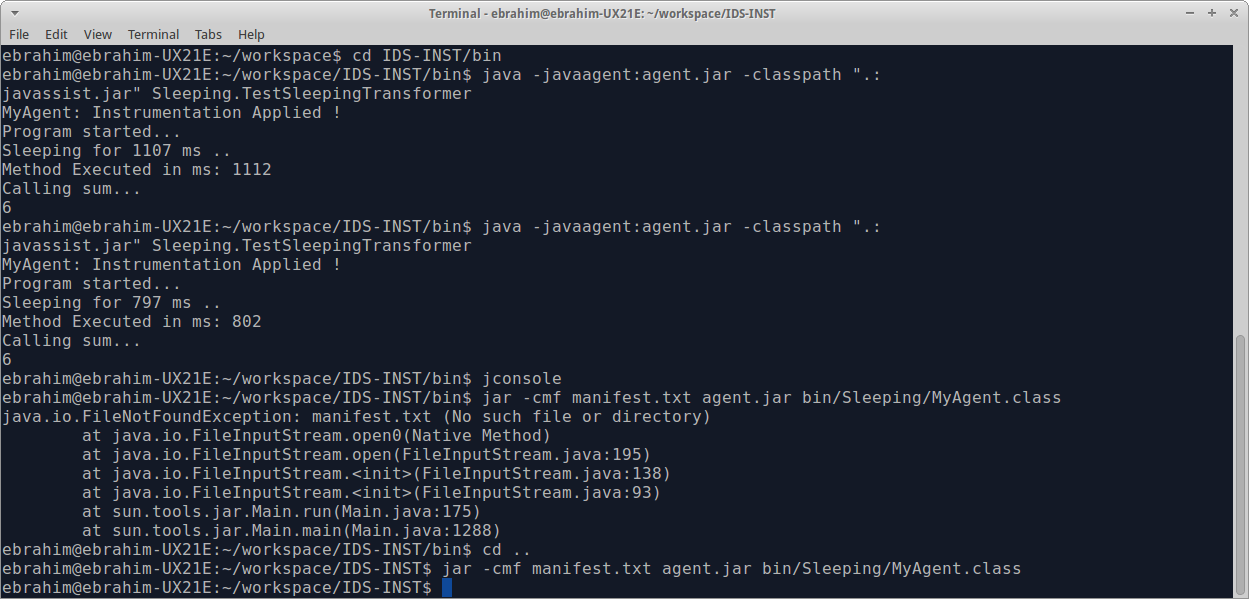 Terminal - ebrahim@ebrahim-UX21E: ~/workspace/IDS-INST
File Edit View Terminal Tabs Help
ebrahim@ebrahim-UX21E:~/workspace$ cd IDS-INST/bin
ebrahim@ebrahim-UX21E:~/workspace/IDS-INST/bin$ java -javaagent:agent.jar -classpath ".:
javassist.jar" Sleeping.TestSleepingTransformer
MyAgent: Instrumentation Applied !
Program started...
Sleeping for 1107 ms ..
Method Executed in ms: 1112
Calling sum...
6
ebrahim@ebrahim-UX21E:~/workspace/IDS-INST/bin$ java -javaagent:agent.jar -classpath ".:
javassist.jar" Sleeping.TestSleepingTransformer
MyAgent: Instrumentation Applied !
Program started...
Sleeping for 797 ms ..
Method Executed in ms: 802
Calling sum...
6
ebrahim@ebrahim-UX21E:~/workspace/IDS-INST/bin$ jconsole
ebrahim@ebrahim-UX21E:~/workspace/IDS-INST/bin$ jar -cmf manifest.txt agent.jar bin/Sleeping/MyAgent.class
java.io.FileNotFoundException: manifest.txt (No such file or directory)
        at java.io.FileInputStream.open0(Native Method)
        at java.io.FileInputStream.open(FileInputStream.java:195)
        at java.io.FileInputStream.<init>(FileInputStream.java:138)
        at java.io.FileInputStream.<init>(FileInputStream.java:93)
        at sun.tools.jar.Main.run(Main.java:175)
        at sun.tools.jar.Main.main(Main.java:1288)
ebrahim@ebrahim-UX21E:~/workspace/IDS-INST/bin$ cd ..
ebrahim@ebrahim-UX21E:~/workspace/IDS-INST$ jar -cmf manifest.txt agent.jar bin/Sleeping/MyAgent.class
ebrahim@ebrahim-UX21E:~/workspace/IDS-INST$